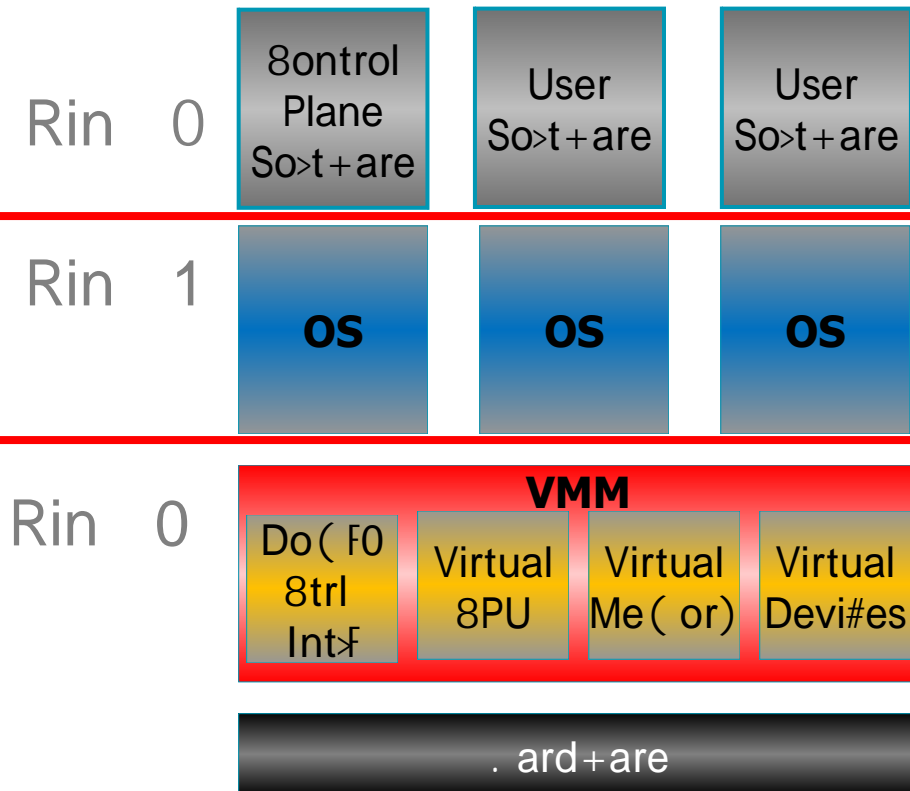 Rin 0
8ontrol
Plane
So>t+are
User
So>t+are
User
So>t+are
Rin 1
OS
OS
OS
Rin 0
VMM
Do( F0
8trl
Int>F
Virtual
8PU
Virtual
Me( or)
Virtual
Devi#es
. ard+are